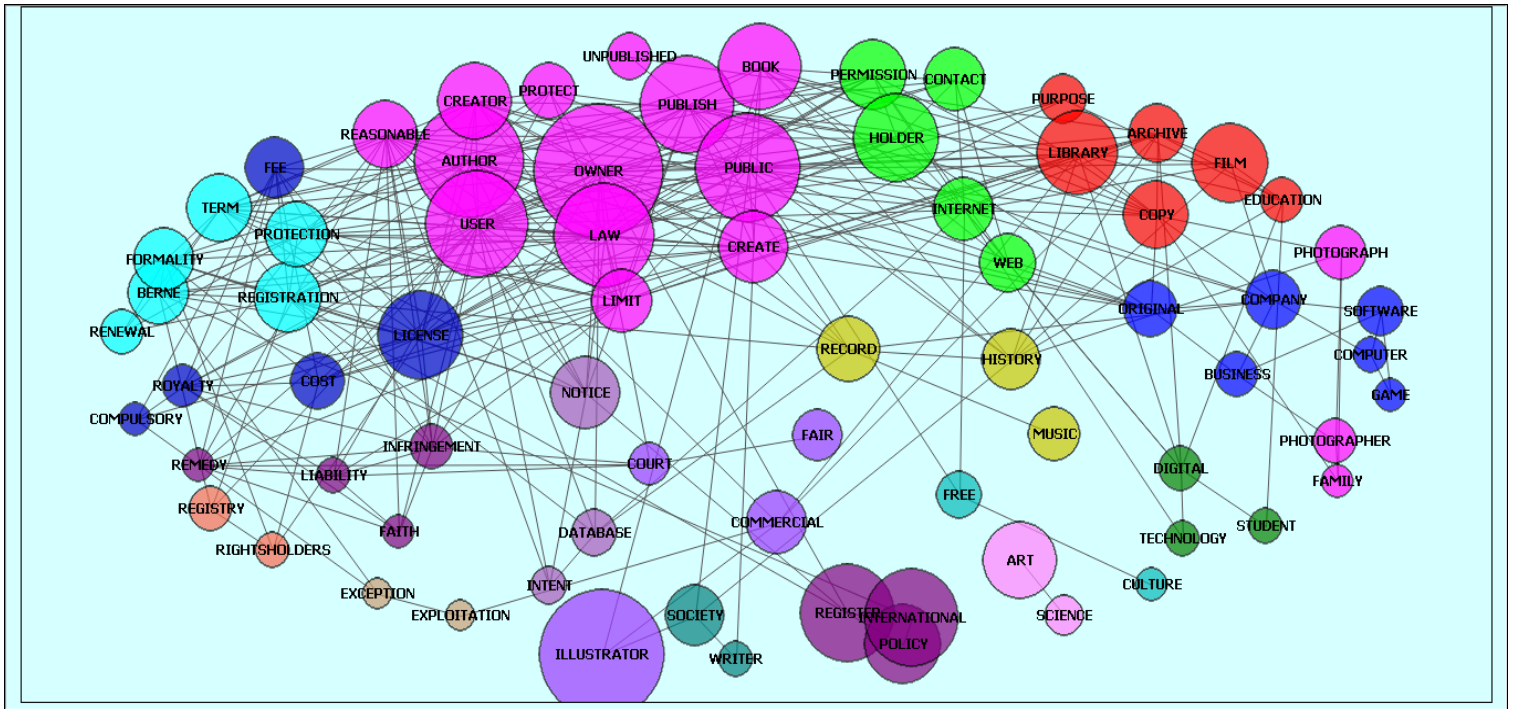 UNPUBLISHED
BOOK
PERMISSION
CONTACT
CREATOR
PROTECT
PUBLISH
PURPOSE
REASONABLE
HOLDER
ARCHIVE
LIBRARY
FILM
FEE
AUTHOR
OWNER
PUBLIC
TERM
INTERNET
COPY
EDUCATION
PROTECTION
USER
LAW
CREATE
WEB
PHOTOGRAPH
FORMALITY
BERNE
REGISTRATION
LIMIT
ORIGINAL
COMPANY
SOFTWARE
RENEWAL
LICENSE
RECORD
HISTORY
COMPUTER
ROYALTY
COST
NOTICE
BUSINESS
GAME
COMPULSORY
INFRINGEMENT
FAIR
MUSIC
PHOTOGRAPHER
REMEDY
LIABILITY
COURT
DIGITAL
FAMILY
REGISTRY
FREE
RIGHTSHOLDERS
FAITH
DATABASE
COMMERCIAL
TECHNOLOGY
STUDENT
ART
EXCEPTION
INTENT
CULTURE
EXPLOITATION
SOCIETY
REGISTER
INTERNATIONAL
SCIENCE
ILLUSTRATOR
WRITER
POLICY